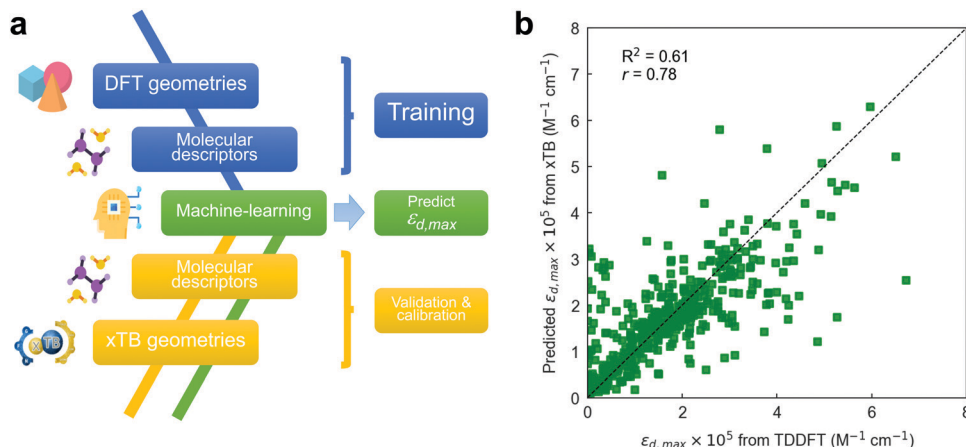 a
DFT geometries
Molecular
descriptors
Training
Machine-learning
Predict
εd,max
Molecular
descriptors
xTB geometries
xTB
Validation &
calibration
b
R² = 0.61
r = 0.78
Predicted εd,max × 10⁵ from xTB (M⁻¹ cm⁻¹)
8
7
6
5
4
3
2
1
0
0 2 4 6 8
εd,max × 10⁵ from TDDFT (M⁻¹ cm⁻¹)